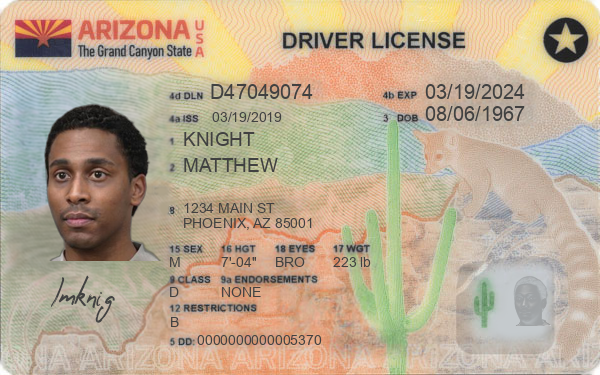 ARIZONA USA
The Grand Canyon State
DRIVER LICENSE
4d DLN D47049074
4b EXP 03/19/2024
4a ISS 03/19/2019
3 DOB 08/06/1967
1 KNIGHT
2 MATTHEW
8 1234 MAIN ST
PHOENIX, AZ 85001
15 SEX 16 HGT 18 EYES 17 WGT
M 7'-04" BRO 223 lb
9 CLASS 9a ENDORSEMENTS
D NONE
12 RESTRICTIONS
B
5 DD: 0000000000005370
lmknig
ARIZONA ARIZONA ARIZONA ARIZONA